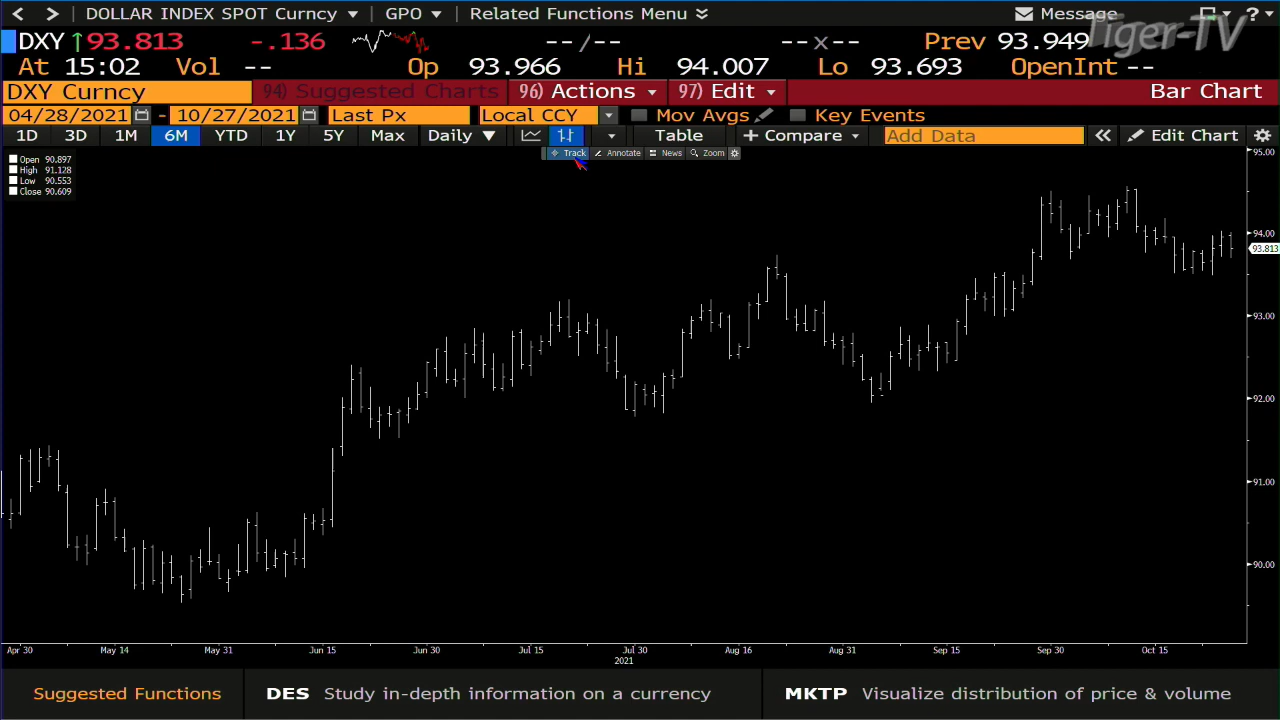 < > DOLLAR INDEX SPOT Curncy GPO Related Functions Menu Message ?
DXY ↑93.813 -.136 --/-- --x-- Prev 93.949 Tiger-TV
At 15:02 Vol -- Op 93.966 Hi 94.007 Lo 93.693 OpenInt --
DXY Curncy 94) Suggested Charts 96) Actions 97) Edit Bar Chart
04/28/2021 - 10/27/2021 Last Px Local CCY Mov Avgs Key Events
1D 3D 1M 6M YTD 1Y 5Y Max Daily ▼ Table + Compare Add Data « Edit Chart
Track Annotate News Zoom
Open 90.897
High 91.128
Low 90.553
Close 90.609
95.00
94.00
93.813
93.00
92.00
91.00
90.00
Apr 30 May 14 May 31 Jun 15 Jun 30 Jul 15 Jul 30 Aug 16 Aug 31 Sep 15 Sep 30 Oct 15
2021
Suggested Functions DES Study in-depth information on a currency MKTP Visualize distribution of price & volume